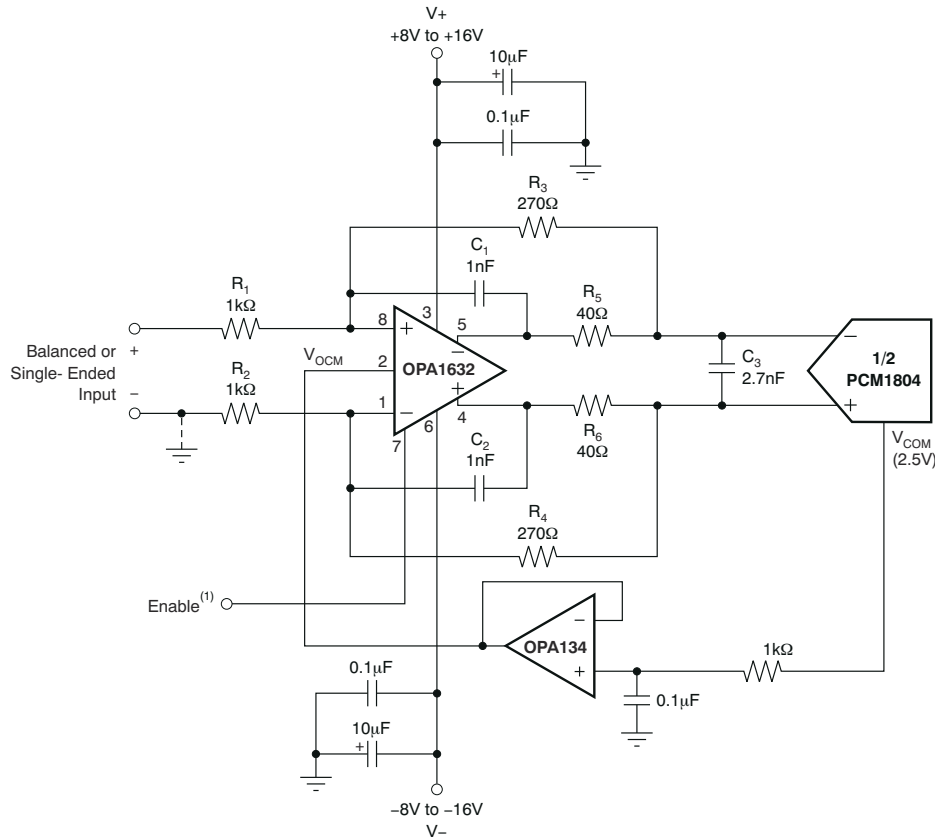 V+
+8V to +16V
10μF
+
0.1μF
R3
270Ω
C1
1nF
R1
1kΩ
R5
40Ω
8
+
3
5
−
Balanced or
Single- Ended
Input
+
−
VOCM
2
OPA1632
C3
2.7nF
−
1/2
PCM1804
+
R2
1kΩ
1
−
+
4
6
7
R6
40Ω
C2
1nF
VCOM
(2.5V)
R4
270Ω
Enable(1)
−
OPA134
+
1kΩ
0.1μF
0.1μF
10μF
+
−8V to −16V
V−